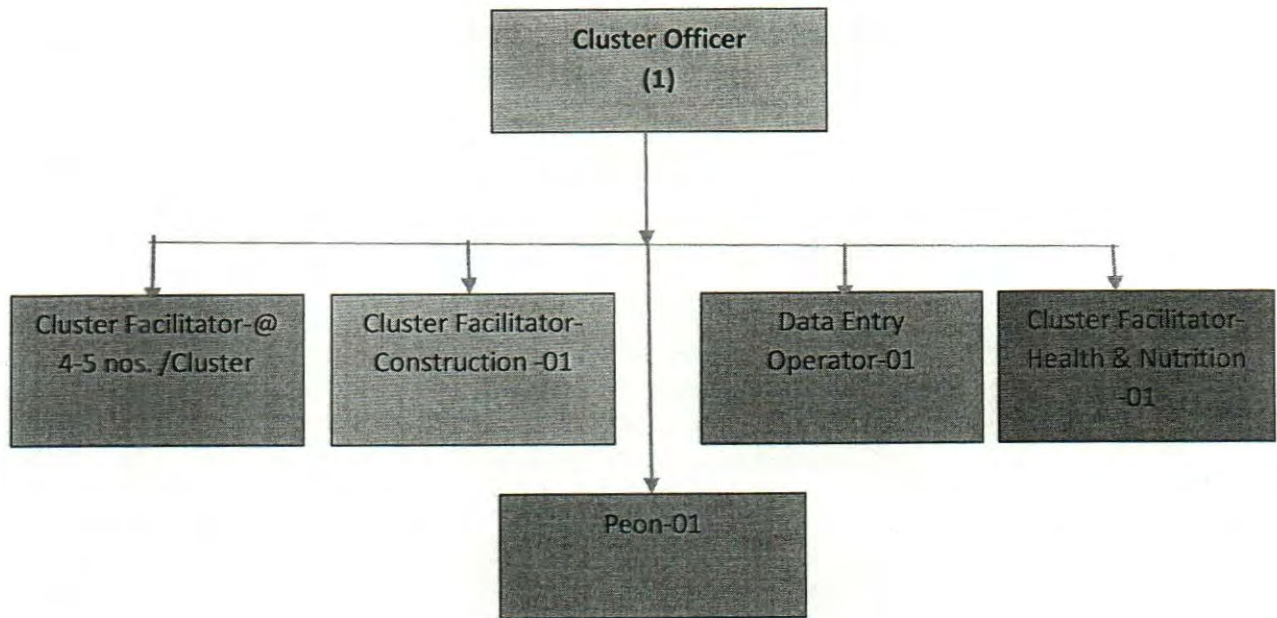 Cluster Officer
(1)
Cluster Facilitator-@
4-5 nos. /Cluster
Cluster Facilitator-
Construction -01
Data Entry
Operator-01
Cluster Facilitator-
Health & Nutrition
-01
Peon-01